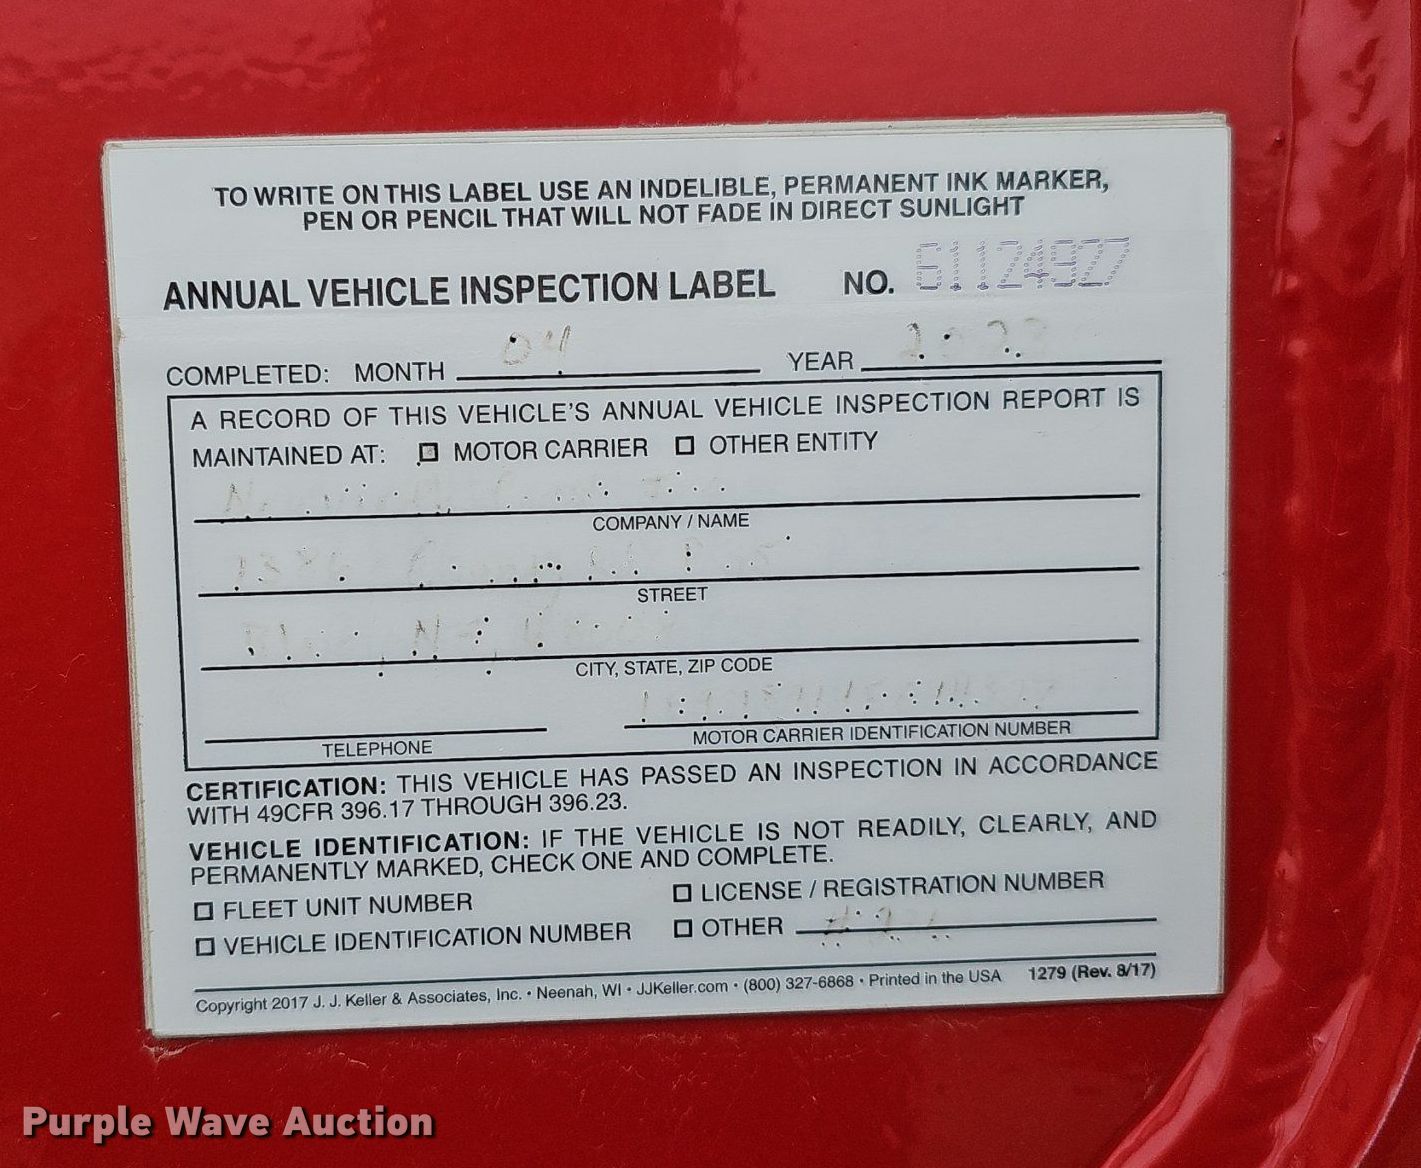 TO WRITE ON THIS LABEL USE AN INDELIBLE, PERMANENT INK MARKER,
PEN OR PENCIL THAT WILL NOT FADE IN DIRECT SUNLIGHT
ANNUAL VEHICLE INSPECTION LABEL NO. 61124927
COMPLETED: MONTH 04 YEAR 2023
A RECORD OF THIS VEHICLE'S ANNUAL VEHICLE INSPECTION REPORT IS
MAINTAINED AT: MOTOR CARRIER OTHER ENTITY
COMPANY / NAME
STREET
CITY, STATE, ZIP CODE
TELEPHONE MOTOR CARRIER IDENTIFICATION NUMBER
CERTIFICATION: THIS VEHICLE HAS PASSED AN INSPECTION IN ACCORDANCE
WITH 49CFR 396.17 THROUGH 396.23.
VEHICLE IDENTIFICATION: IF THE VEHICLE IS NOT READILY, CLEARLY, AND
PERMANENTLY MARKED, CHECK ONE AND COMPLETE.
FLEET UNIT NUMBER LICENSE / REGISTRATION NUMBER
VEHICLE IDENTIFICATION NUMBER OTHER
Copyright 2017 J. J. Keller & Associates, Inc. • Neenah, WI • JJKeller.com • (800) 327-6868 • Printed in the USA 1279 (Rev. 8/17)
Purple Wave Auction